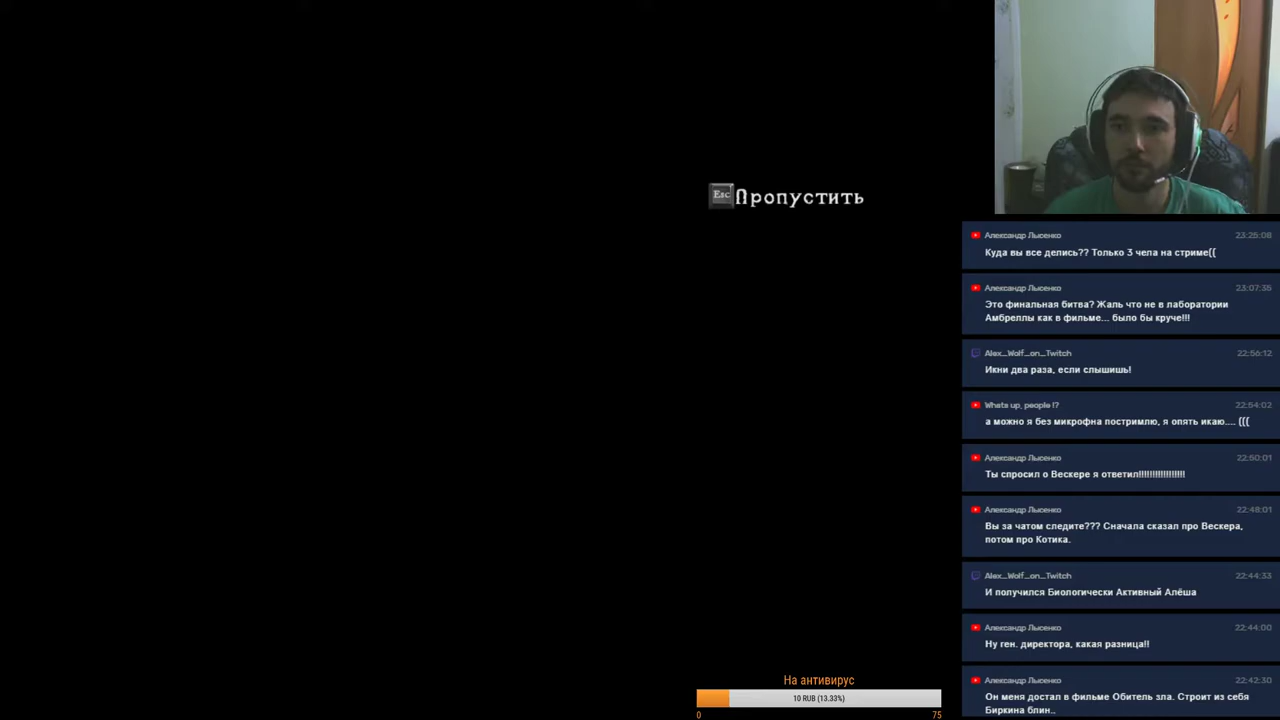 Esc Пропустить
Александр Лысенко 23:25:08
Куда вы все делись?? Только 3 чела на стриме((
Александр Лысенко 23:07:35
Это финальная битва? Жаль что не в лаборатории
Амбреллы как в фильме... было бы круче!!!
Alex_Wolf_on_Twitch 22:56:12
Икни два раза, если слышишь!
Whats up, people !? 22:54:02
а можно я без микрофна постримлю, я опять икаю.... (((
Александр Лысенко 22:50:01
Ты спросил о Вескере я ответил!!!!!!!!!!!!!!!!!
Александр Лысенко 22:48:01
Вы за чатом следите??? Сначала сказал про Вескера,
потом про Котика.
Alex_Wolf_on_Twitch 22:44:33
И получился Биологически Активный Алёша
Александр Лысенко 22:44:00
Ну ген. директора, какая разница!!
Александр Лысенко 22:42:30
Он меня достал в фильме Обитель зла. Строит из себя
Биркина блин..
На антивирус
10 RUB (13.33%)
0 75